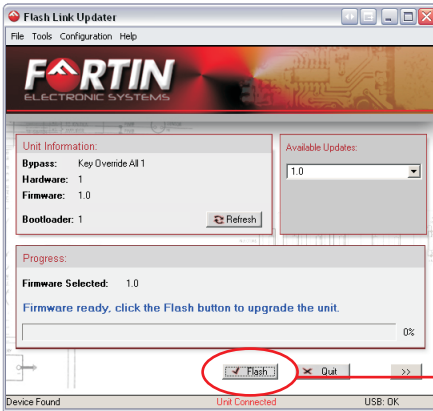 Flash Link Updater
File Tools Configuration Help
FORTIN
ELECTRONIC SYSTEMS
Unit Information:
Bypass: Key Override All 1
Hardware: 1
Firmware: 1.0
Bootloader: 1
Refresh
Available Updates:
1.0
Progress:
Firmware Selected: 1.0
Firmware ready, click the Flash button to upgrade the unit.
0%
Flash
Quit
>>
Device Found Unit Connected USB: OK